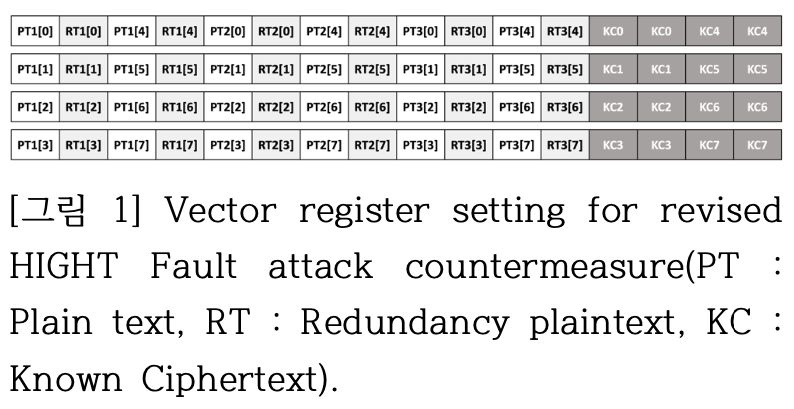 PT1[0] RT1[0] PT1[4] RT1[4] PT2[0] RT2[0] PT2[4] RT2[4] PT3[0] RT3[0] PT3[4] RT3[4] KC0 KC0 KC4 KC4
PT1[1] RT1[1] PT1[5] RT1[5] PT2[1] RT2[1] PT2[5] RT2[5] PT3[1] RT3[1] PT3[5] RT3[5] KC1 KC1 KC5 KC5
PT1[2] RT1[2] PT1[6] RT1[6] PT2[2] RT2[2] PT2[6] RT2[6] PT3[2] RT3[2] PT3[6] RT3[6] KC2 KC2 KC6 KC6
PT1[3] RT1[3] PT1[7] RT1[7] PT2[3] RT2[3] PT2[7] RT2[7] PT3[3] RT3[3] PT3[7] RT3[7] KC3 KC3 KC7 KC7
[그림 1] Vector register setting for revised
HIGHT Fault attack countermeasure(PT :
Plain text, RT : Redundancy plaintext, KC :
Known Ciphertext).